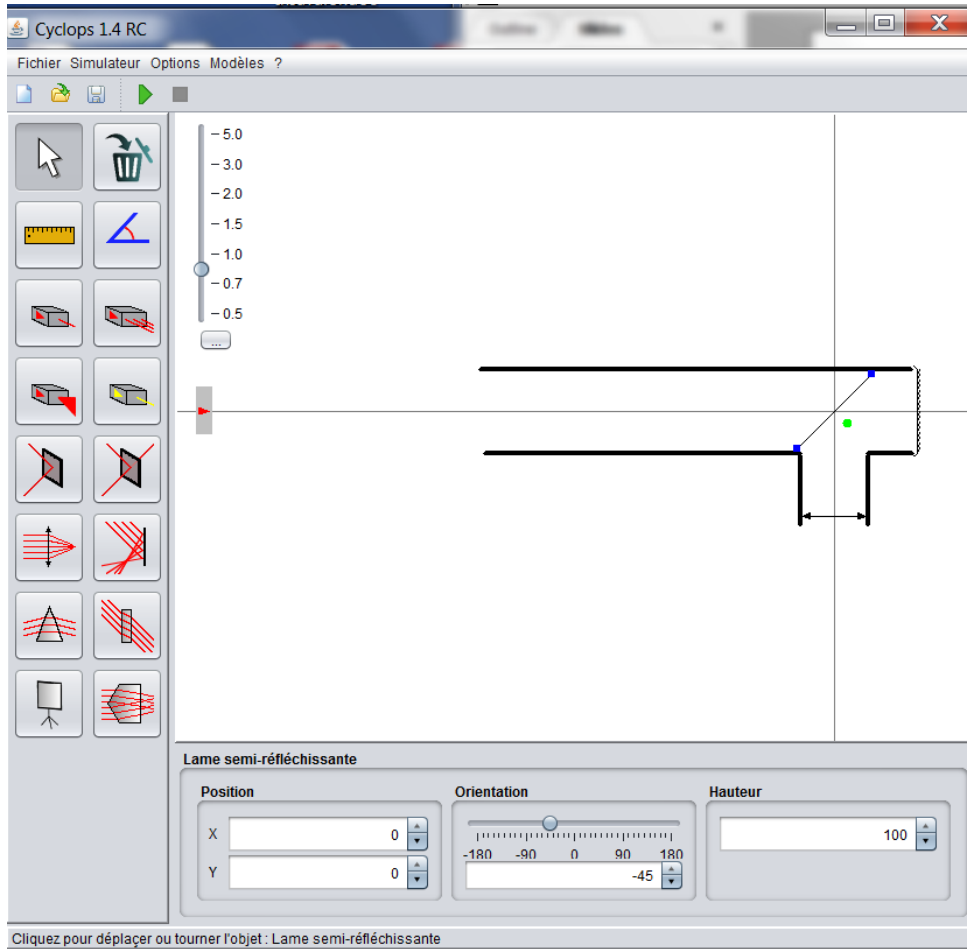 Cyclops 1.4 RC
Fichier Simulateur Options Modèles ?
5.0
3.0
2.0
1.5
1.0
0.7
0.5
...
Lame semi-réfléchissante
Position
X 0
Y 0
Orientation
-180 -90 0 90 180
-45
Hauteur
100
Cliquez pour déplaçer ou tourner l'objet : Lame semi-réfléchissante